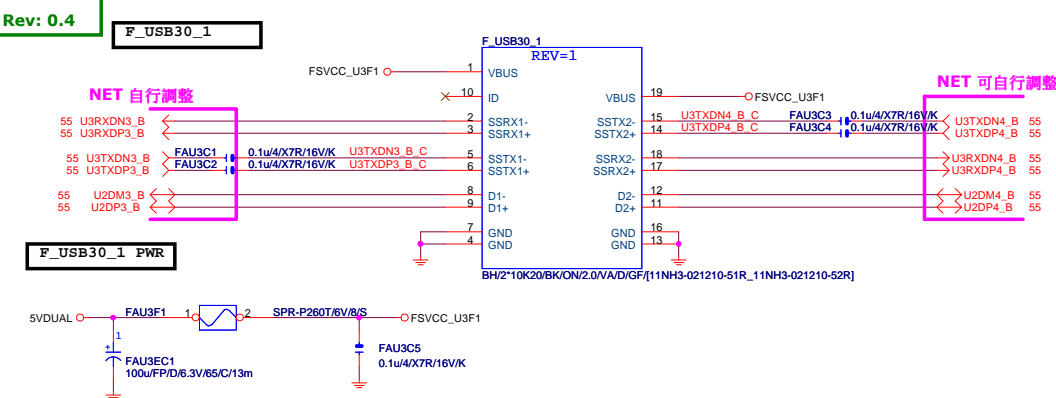 Rev: 0.4
F_USB30_1
F_USB30_1
REV=1
FSVCC_U3F1
1 VBUS
10 ID
VBUS 19
FSVCC_U3F1
NET 自行調整
NET 可自行調整
55 U3RXDN3_B
2 SSRX1-
55 U3RXDP3_B
3 SSRX1+
SSTX2- 15 U3TXDN4_B_C FAU3C3 0.1u/4/X7R/16V/K U3TXDN4_B 55
SSTX2+ 14 U3TXDP4_B_C FAU3C4 0.1u/4/X7R/16V/K U3TXDP4_B 55
55 U3TXDN3_B FAU3C1 0.1u/4/X7R/16V/K U3TXDN3_B_C 5 SSTX1-
55 U3TXDP3_B FAU3C2 0.1u/4/X7R/16V/K U3TXDP3_B_C 6 SSTX1+
SSRX2- 18 U3RXDN4_B 55
SSRX2+ 17 U3RXDP4_B 55
55 U2DM3_B 8 D1-
55 U2DP3_B 9 D1+
D2- 12 U2DM4_B 55
D2+ 11 U2DP4_B 55
7 GND
4 GND
GND 16
GND 13
BH/2*10K20/BK/ON/2.0/VA/D/GF/[11NH3-021210-51R_11NH3-021210-52R]
F_USB30_1 PWR
5VDUAL FAU3F1 1 2 SPR-P260T/6V/8/S FSVCC_U3F1
1
+
FAU3EC1
100u/FP/D/6.3V/65/C/13m
FAU3C5
0.1u/4/X7R/16V/K